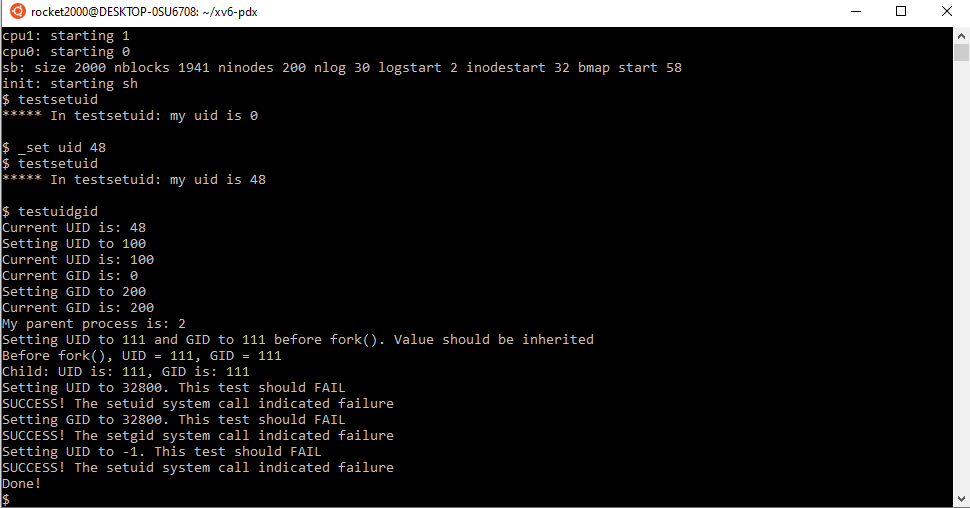 rocket2000@DESKTOP-0SU6708: ~/xv6-pdx
cpu1: starting 1
cpu0: starting 0
sb: size 2000 nblocks 1941 ninodes 200 nlog 30 logstart 2 inodestart 32 bmap start 58
init: starting sh
$ testsetuid
***** In testsetuid: my uid is 0
$ _set uid 48
$ testsetuid
***** In testsetuid: my uid is 48
$ testuidgid
Current UID is: 48
Setting UID to 100
Current UID is: 100
Current GID is: 0
Setting GID to 200
Current GID is: 200
My parent process is: 2
Setting UID to 111 and GID to 111 before fork(). Value should be inherited
Before fork(), UID = 111, GID = 111
Child: UID is: 111, GID is: 111
Setting UID to 32800. This test should FAIL
SUCCESS! The setuid system call indicated failure
Setting GID to 32800. This test should FAIL
SUCCESS! The setgid system call indicated failure
Setting UID to -1. This test should FAIL
SUCCESS! The setuid system call indicated failure
Done!
$